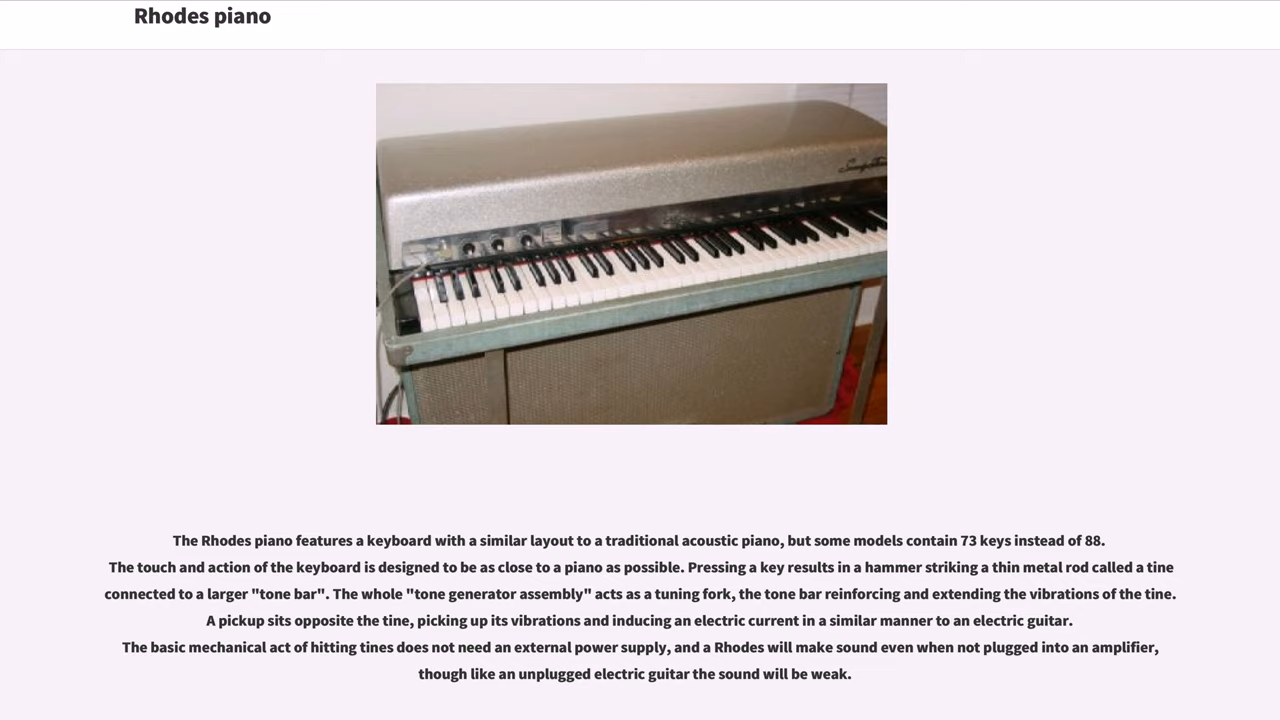 Rhodes piano
The Rhodes piano features a keyboard with a similar layout to a traditional acoustic piano, but some models contain 73 keys instead of 88.
The touch and action of the keyboard is designed to be as close to a piano as possible. Pressing a key results in a hammer striking a thin metal rod called a tine
connected to a larger "tone bar". The whole "tone generator assembly" acts as a tuning fork, the tone bar reinforcing and extending the vibrations of the tine.
A pickup sits opposite the tine, picking up its vibrations and inducing an electric current in a similar manner to an electric guitar.
The basic mechanical act of hitting tines does not need an external power supply, and a Rhodes will make sound even when not plugged into an amplifier,
though like an unplugged electric guitar the sound will be weak.